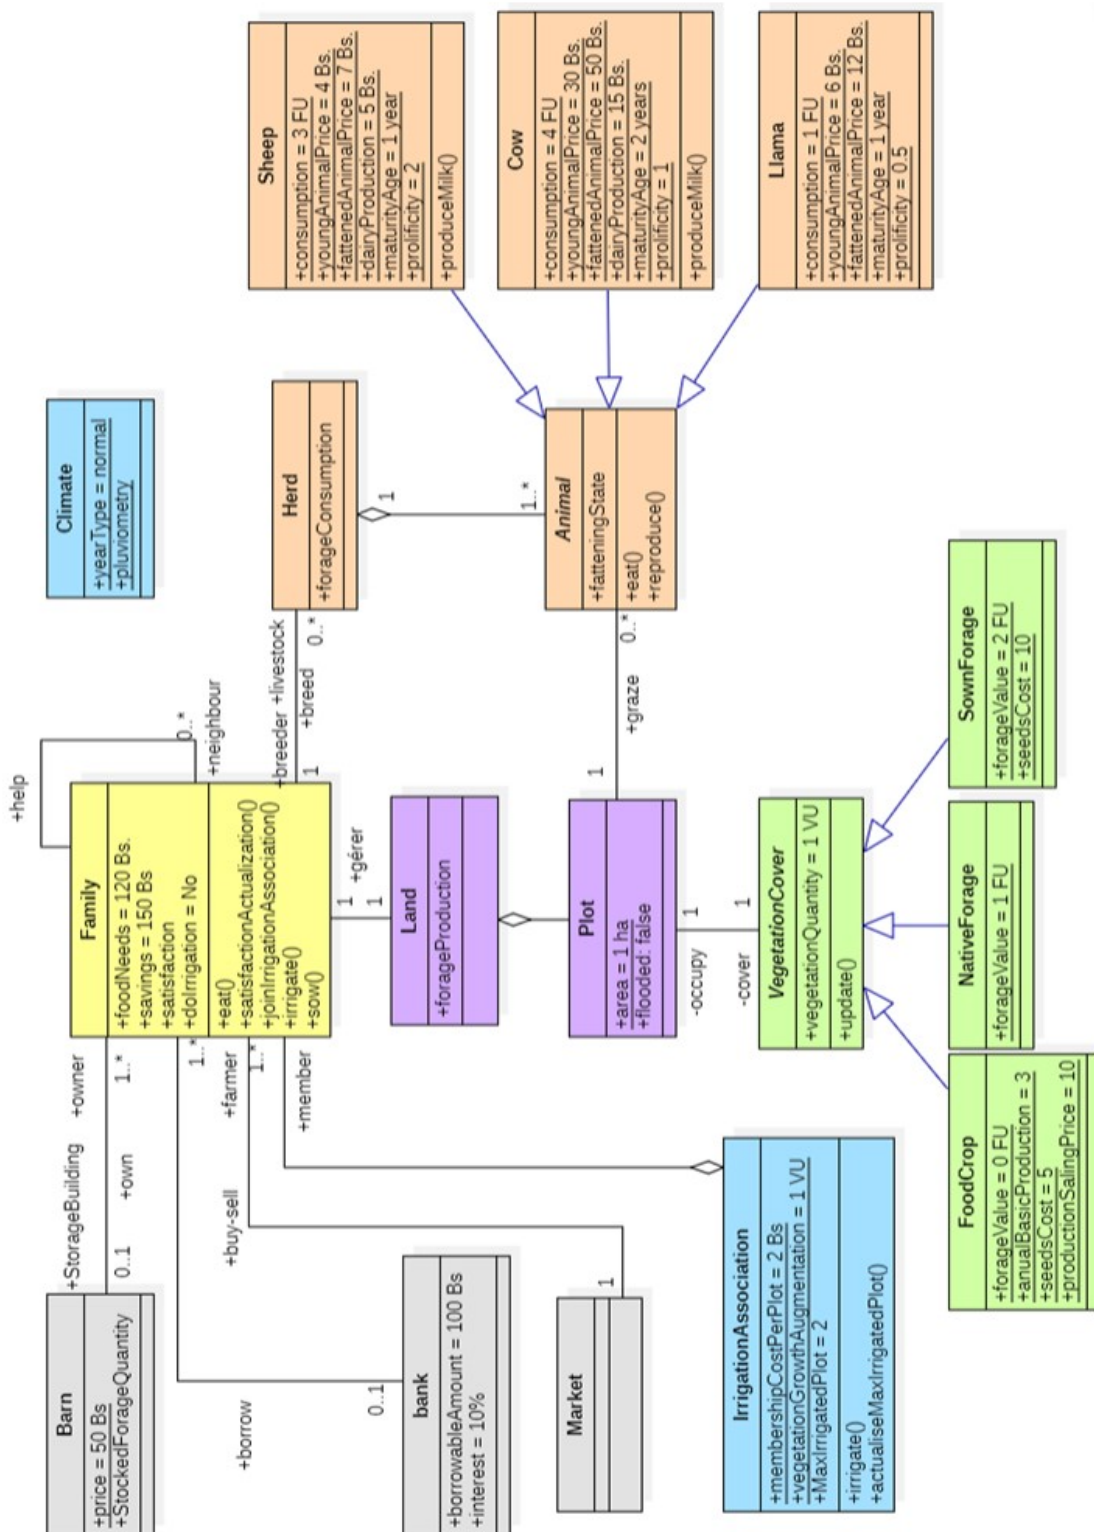 Barn
+price = 50 Bs
+StockedForageQuantity
+StorageBuilding
0..1
+own
+owner
1..*
+help
Family
+foodNeeds = 120 Bs.
+savings = 150 Bs
+satisfaction
+doIrrigation = No
+eat()
+satisfactionActualization()
+joinIrrigationAssociation()
+irrigate()
+sow()
0..*
+neighbour
Climate
+yearType = normal
+pluviometry
+borrow
0..1
1..*
bank
+borrowableAmount = 100 Bs
+interest = 10%
+buy-sell
+farmer
1..*
1
Market
+member
+breeder
+livestock
1
+breed
0..*
Herd
+forageConsumption
1
1..*
Sheep
+consumption = 3 FU
+youngAnimalPrice = 4 Bs.
+fattenedAnimalPrice = 7 Bs.
+dairyProduction = 5 Bs.
+maturityAge = 1 year
+prolificity = 2
+produceMilk()
1
1
+gérer
Land
+forageProduction
Plot
+area = 1 ha
+flooded: false
1
+graze
0..*
Animal
+fatteningState
+eat()
+reproduce()
Cow
+consumption = 4 FU
+youngAnimalPrice = 30 Bs.
+fattenedAnimalPrice = 50 Bs.
+dairyProduction = 15 Bs.
+maturityAge = 2 years
+prolificity = 1
+produceMilk()
-occupy
1
-cover
1
IrrigationAssociation
+membershipCostPerPlot = 2 Bs
+vegetationGrowthAugmentation = 1 VU
+MaxIrrigatedPlot = 2
+irrigate()
+actualiseMaxIrrigatedPlot()
VegetationCover
+vegetationQuantity = 1 VU
+update()
Llama
+consumption = 1 FU
+youngAnimalPrice = 6 Bs.
+fattenedAnimalPrice = 12 Bs.
+maturityAge = 1 year
+prolificity = 0.5
FoodCrop
+forageValue = 0 FU
+anualBasicProduction = 3
+seedsCost = 5
+productionSalingPrice = 10
NativeForage
+forageValue = 1 FU
SownForage
+forageValue = 2 FU
+seedsCost = 10